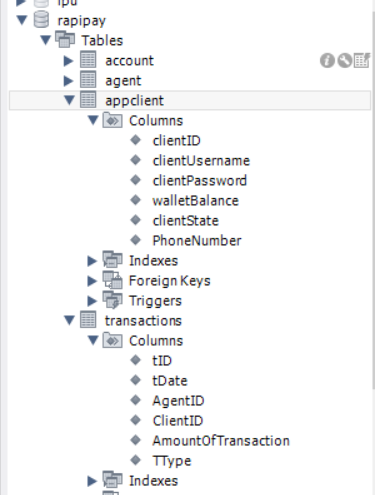 ipu
rapipay
Tables
account
agent
appclient
Columns
clientID
clientUsername
clientPassword
walletBalance
clientState
PhoneNumber
Indexes
Foreign Keys
Triggers
transactions
Columns
tID
tDate
AgentID
ClientID
AmountOfTransaction
TType
Indexes